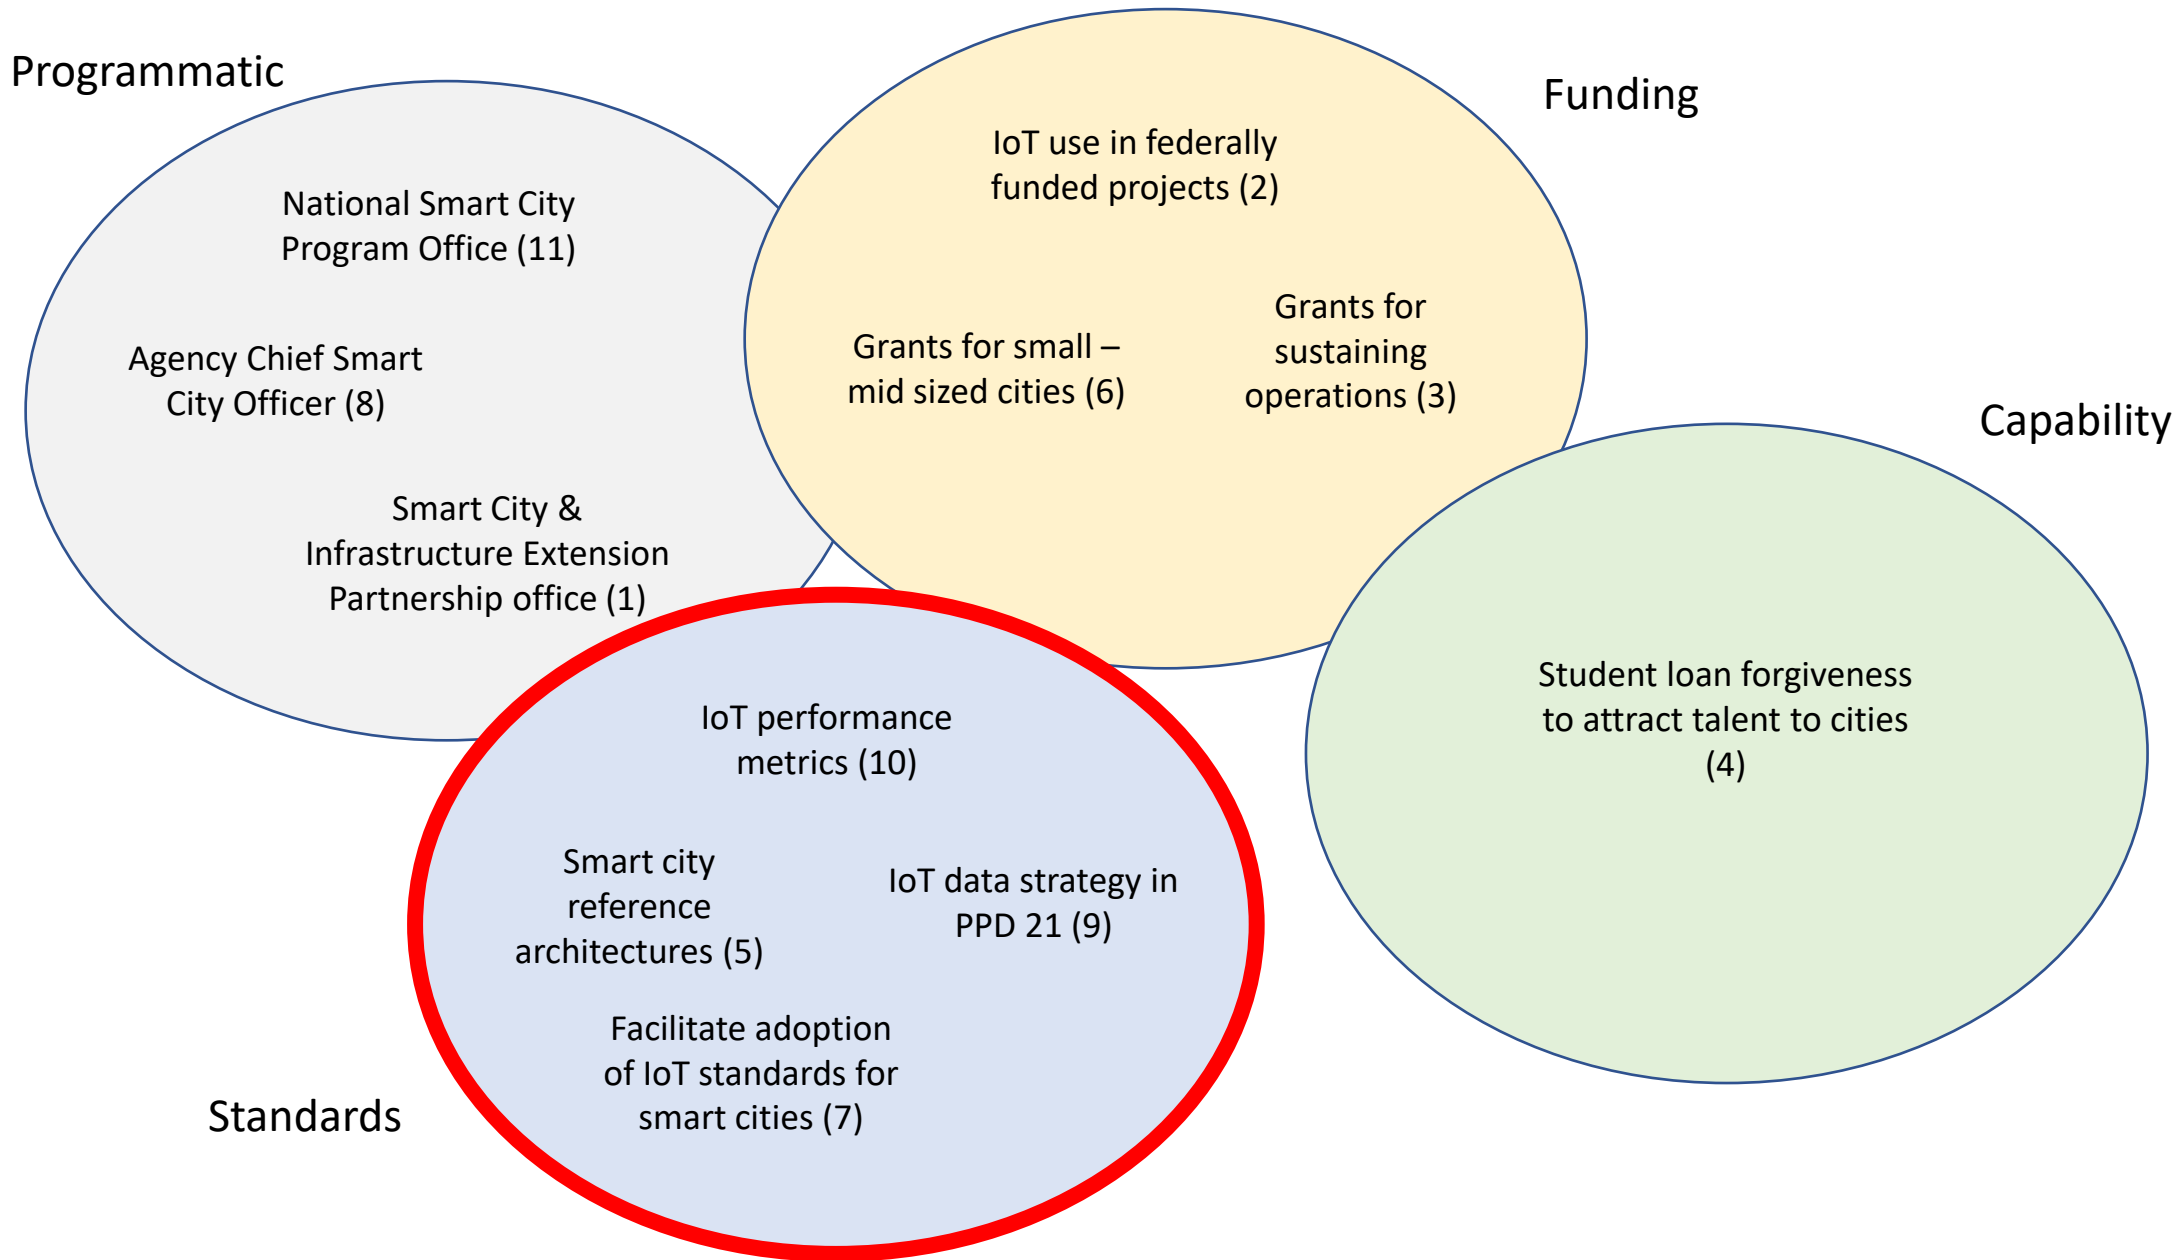 Programmatic
National Smart City
Program Office (11)
Agency Chief Smart
City Officer (8)
Smart City &
Infrastructure Extension
Partnership office (1)
Funding
IoT use in federally
funded projects (2)
Grants for small –
mid sized cities (6)
Grants for
sustaining
operations (3)
Capability
Student loan forgiveness
to attract talent to cities
(4)
Standards
IoT performance
metrics (10)
Smart city
reference
architectures (5)
IoT data strategy in
PPD 21 (9)
Facilitate adoption
of IoT standards for
smart cities (7)